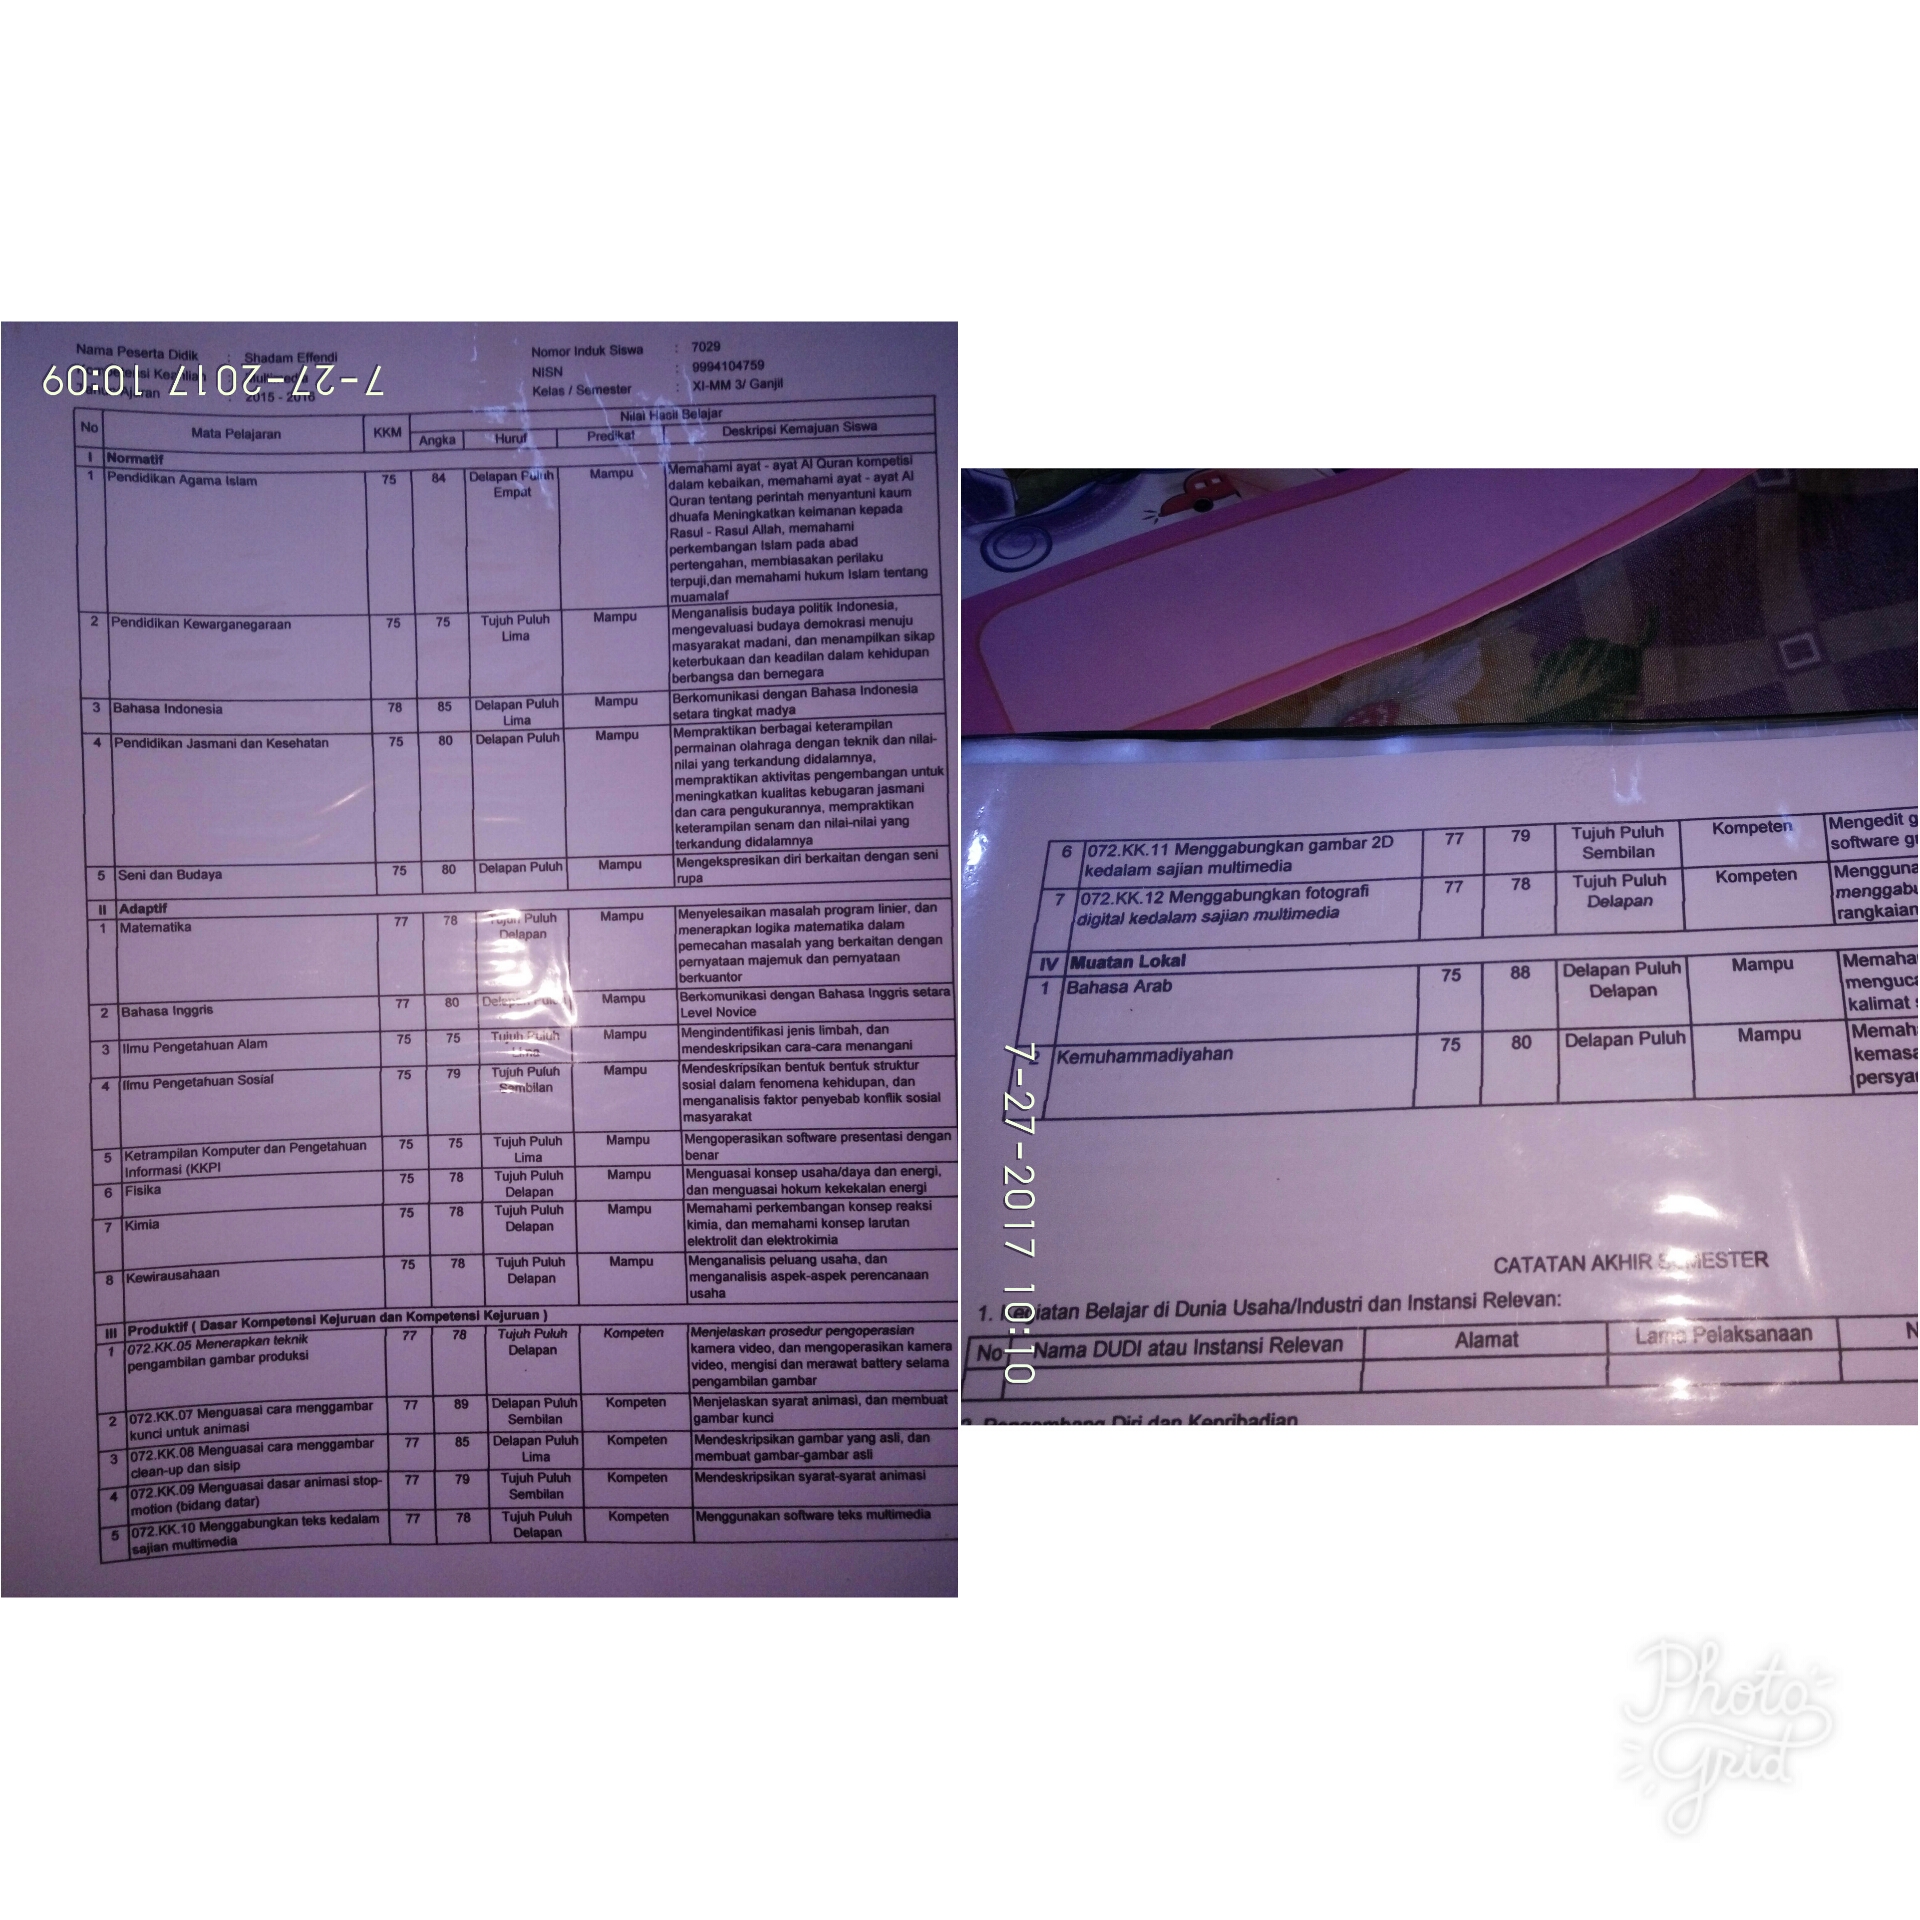 Nama Peserta Didik : Shadam Effendi
Nomor Induk Siswa : 7029
NISN : 9994104759
Kelas / Semester : XI-MM 3/ Ganjil
2015 - 2016
7-27-2017 10:09
No Mata Pelajaran KKM Nilai Hasil Belajar
Angka Huruf Predikat Deskripsi Kemajuan Siswa
I Normatif
1 Pendidikan Agama Islam 75 84 Delapan Puluh Empat Mampu Memahami ayat - ayat Al Quran kompetisi
dalam kebaikan, memahami ayat - ayat Al
Quran tentang perintah menyantuni kaum
dhuafa Meningkatkan keimanan kepada
Rasul - Rasul Allah, memahami
perkembangan Islam pada abad
pertengahan, membiasakan perilaku
terpuji,dan memahami hukum Islam tentang
muamalaf
2 Pendidikan Kewarganegaraan 75 75 Tujuh Puluh Lima Mampu Menganalisis budaya politik Indonesia,
mengevaluasi budaya demokrasi menuju
masyarakat madani, dan menampilkan sikap
keterbukaan dan keadilan dalam kehidupan
berbangsa dan bernegara
3 Bahasa Indonesia 78 85 Delapan Puluh Lima Mampu Berkomunikasi dengan Bahasa Indonesia
setara tingkat madya
4 Pendidikan Jasmani dan Kesehatan 75 80 Delapan Puluh Mampu Mempraktikan berbagai keterampilan
permainan olahraga dengan teknik dan nilai-
nilai yang terkandung didalamnya,
mempraktikan aktivitas pengembangan untuk
meningkatkan kualitas kebugaran jasmani
dan cara pengukurannya, mempraktikan
keterampilan senam dan nilai-nilai yang
terkandung didalamnya
5 Seni dan Budaya 75 80 Delapan Puluh Mampu Mengekspresikan diri berkaitan dengan seni
rupa
II Adaptif
1 Matematika 77 78 Tujuh Puluh Delapan Mampu Menyelesaikan masalah program linier, dan
menerapkan logika matematika dalam
pemecahan masalah yang berkaitan dengan
pernyataan majemuk dan pernyataan
berkuantor
2 Bahasa Inggris 77 80 Delapan Puluh Mampu Berkomunikasi dengan Bahasa Inggris setara
Level Novice
3 Ilmu Pengetahuan Alam 75 75 Tujuh Puluh Lima Mampu Mengindentifikasi jenis limbah, dan
mendeskripsikan cara-cara menangani
4 Ilmu Pengetahuan Sosial 75 79 Tujuh Puluh Sembilan Mampu Mendeskripsikan bentuk bentuk struktur
sosial dalam fenomena kehidupan, dan
menganalisis faktor penyebab konflik sosial
masyarakat
5 Ketrampilan Komputer dan Pengetahuan 75 75 Tujuh Puluh Lima Mampu Mengoperasikan software presentasi dengan
Informasi (KKPI benar
6 Fisika 75 78 Tujuh Puluh Delapan Mampu Menguasai konsep usaha/daya dan energi,
dan menguasai hokum kekekalan energi
7 Kimia 75 78 Tujuh Puluh Delapan Mampu Memahami perkembangan konsep reaksi
kimia, dan memahami konsep larutan
elektrolit dan elektrokimia
8 Kewirausahaan 75 78 Tujuh Puluh Delapan Mampu Menganalisis peluang usaha, dan
menganalisis aspek-aspek perencanaan
usaha
III Produktif ( Dasar Kompetensi Kejuruan dan Kompetensi Kejuruan )
1 072.KK.05 Menerapkan teknik 77 78 Tujuh Puluh Delapan Kompeten Menjelaskan prosedur pengoperasian
pengambilan gambar produksi kamera video, dan mengoperasikan kamera
video, mengisi dan merawat battery selama
pengambilan gambar
2 072.KK.07 Menguasai cara menggambar 77 89 Delapan Puluh Sembilan Kompeten Menjelaskan syarat animasi, dan membuat
kunci untuk animasi gambar kunci
3 072.KK.08 Menguasai cara menggambar 77 85 Delapan Puluh Lima Kompeten Mendeskripsikan gambar yang asli, dan
clean-up dan sisip membuat gambar-gambar asli
4 072.KK.09 Menguasai dasar animasi stop- 77 79 Tujuh Puluh Sembilan Kompeten Mendeskripsikan syarat-syarat animasi
motion (bidang datar)
5 072.KK.10 Menggabungkan teks kedalam 77 78 Tujuh Puluh Delapan Kompeten Menggunakan software teks multimedia
sajian multimedia
6 072.KK.11 Menggabungkan gambar 2D 77 79 Tujuh Puluh Sembilan Kompeten Mengedit g
kedalam sajian multimedia software g
7 072.KK.12 Menggabungkan fotografi 77 78 Tujuh Puluh Delapan Kompeten Mengguna
digital kedalam sajian multimedia menggabu
rangkaian
IV Muatan Lokal
1 Bahasa Arab 75 88 Delapan Puluh Delapan Mampu Memaha
menguca
kalimat
2 Kemuhammadiyahan 75 80 Delapan Puluh Mampu Memah
kemasa
persya
7-27-2017 10:10
CATATAN AKHIR SEMESTER
1. Kegiatan Belajar di Dunia Usaha/Industri dan Instansi Relevan:
No Nama DUDI atau Instansi Relevan Alamat Lama Pelaksanaan N
Diri dan Kepribadian
Photo
Grid